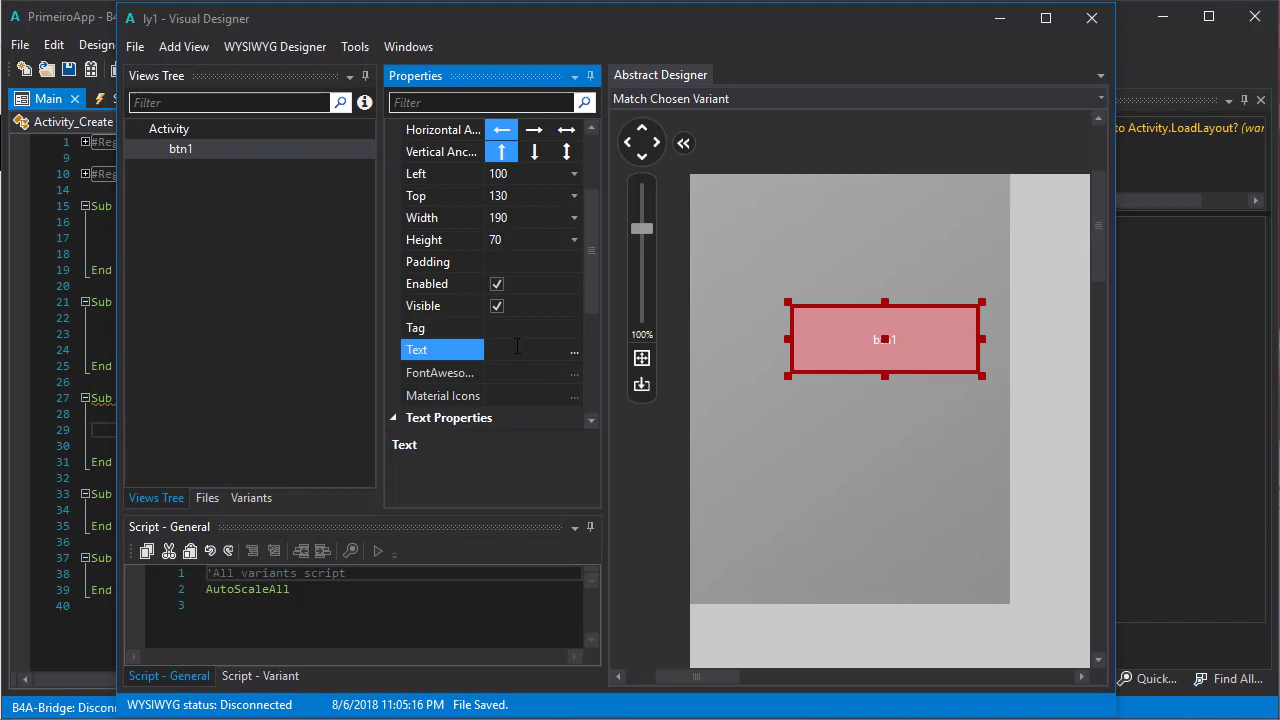 PrimeiroApp - B4
File Edit Design
Main
Activity_Create
1 #Reg
9
10 #Reg
14
15 Sub
16
17
18
19 End
20
21 Sub
22
23
24
25 End
26
27 Sub
28
29
30
31 End
32
33 Sub
34
35 End
36
37 Sub
38
39 End
40
B4A-Bridge: Disconn
ly1 - Visual Designer
File Add View WYSIWYG Designer Tools Windows
Views Tree
Filter
Activity
btn1
Views Tree Files Variants
Properties
Filter
Horizontal A...
Vertical Anc...
Left 100
Top 130
Width 190
Height 70
Padding
Enabled
Visible
Tag
Text ...
FontAweso... ...
Material Icons ...
Text Properties
Text
Script - General
1 'All variants script
2 AutoScaleAll
3
Script - General Script - Variant
Abstract Designer
Match Chosen Variant
100%
WYSIWYG status: Disconnected 8/6/2018 11:05:16 PM File Saved.
to Activity.LoadLayout? (war
Quick... Find All...